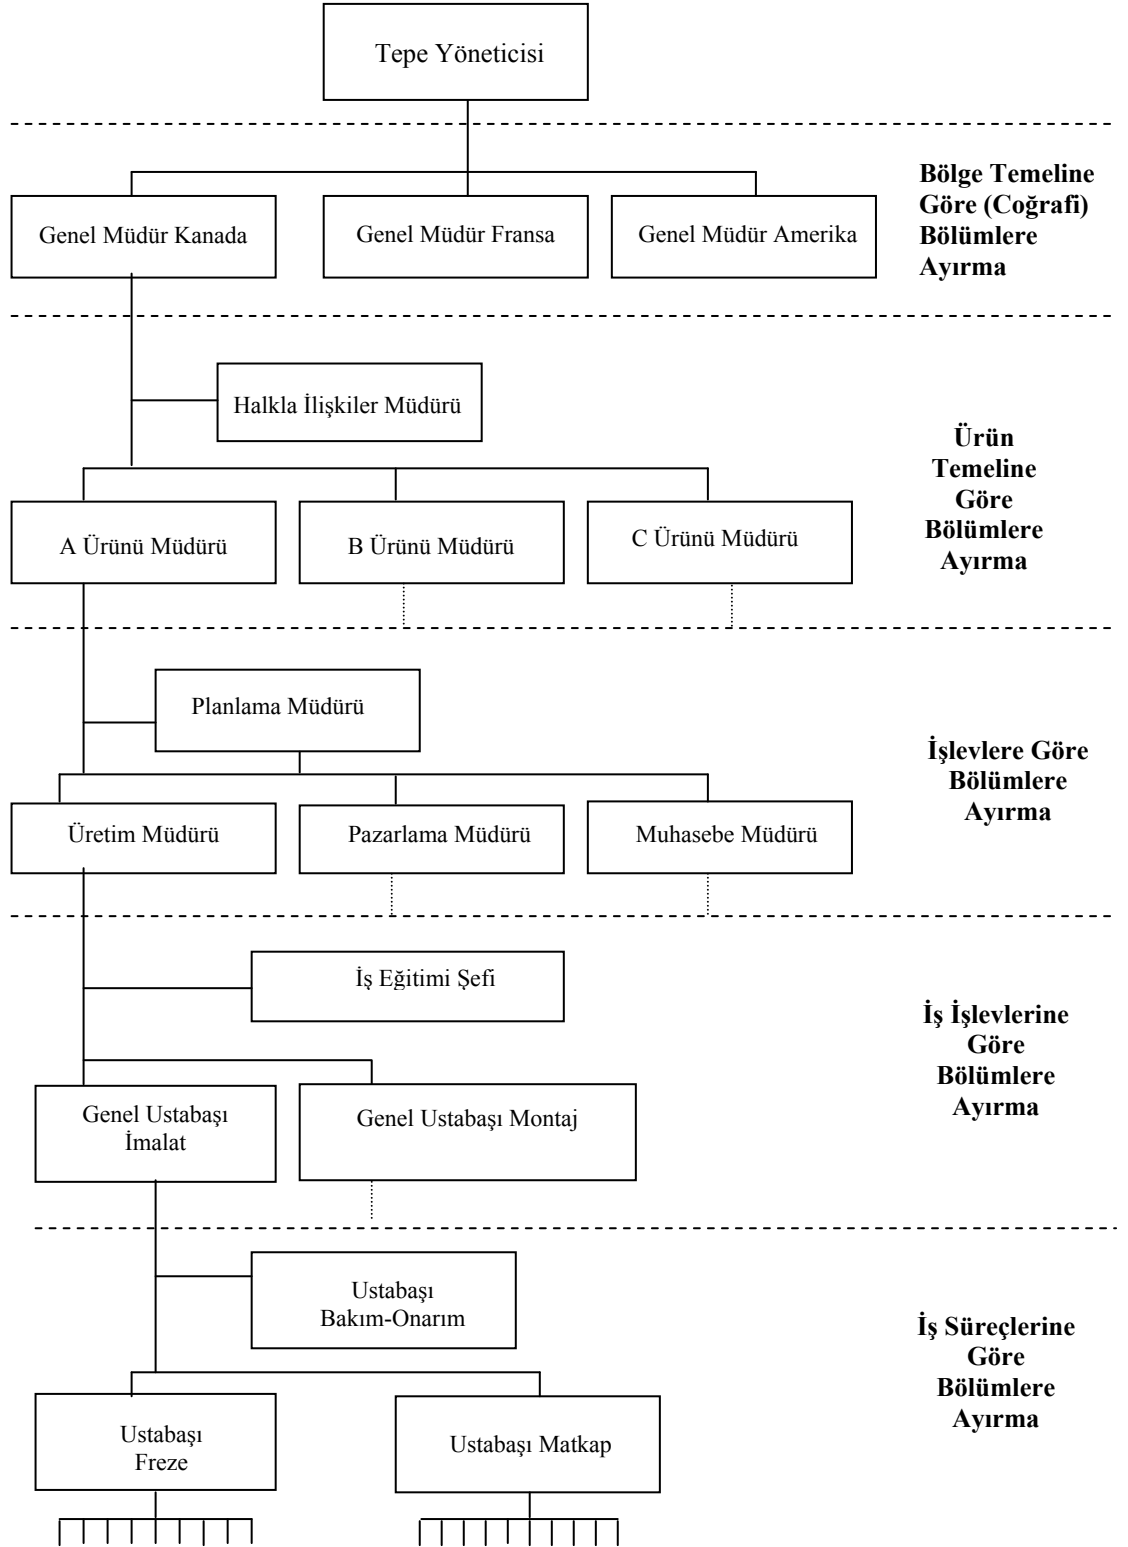 Tepe Yöneticisi
Genel Müdür Kanada
Genel Müdür Fransa
Genel Müdür Amerika
Bölge Temeline
Göre (Coğrafi)
Bölümlere
Ayırma
Halkla İlişkiler Müdürü
A Ürünü Müdürü
B Ürünü Müdürü
C Ürünü Müdürü
Ürün
Temeline
Göre
Bölümlere
Ayırma
Planlama Müdürü
Üretim Müdürü
Pazarlama Müdürü
Muhasebe Müdürü
İşlevlere Göre
Bölümlere
Ayırma
İş Eğitimi Şefi
Genel Ustabaşı
İmalat
Genel Ustabaşı Montaj
İş İşlevlerine
Göre
Bölümlere
Ayırma
Ustabaşı
Bakım-Onarım
Ustabaşı
Freze
Ustabaşı Matkap
İş Süreçlerine
Göre
Bölümlere
Ayırma